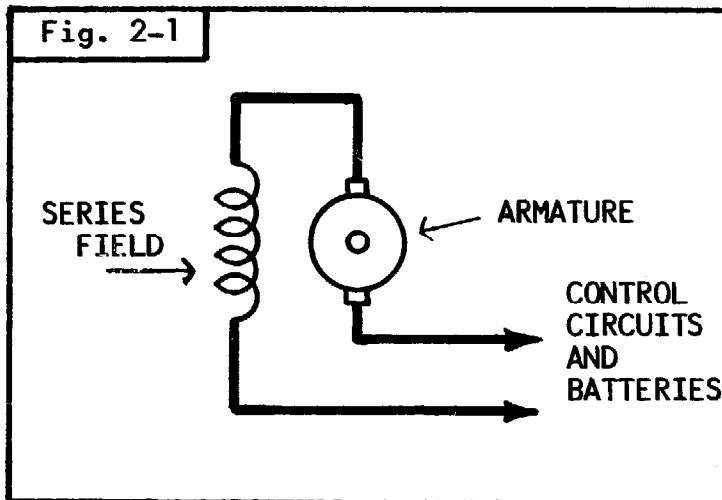 Fig. 2-1
SERIES
FIELD
ARMATURE
CONTROL
CIRCUITS
AND
BATTERIES